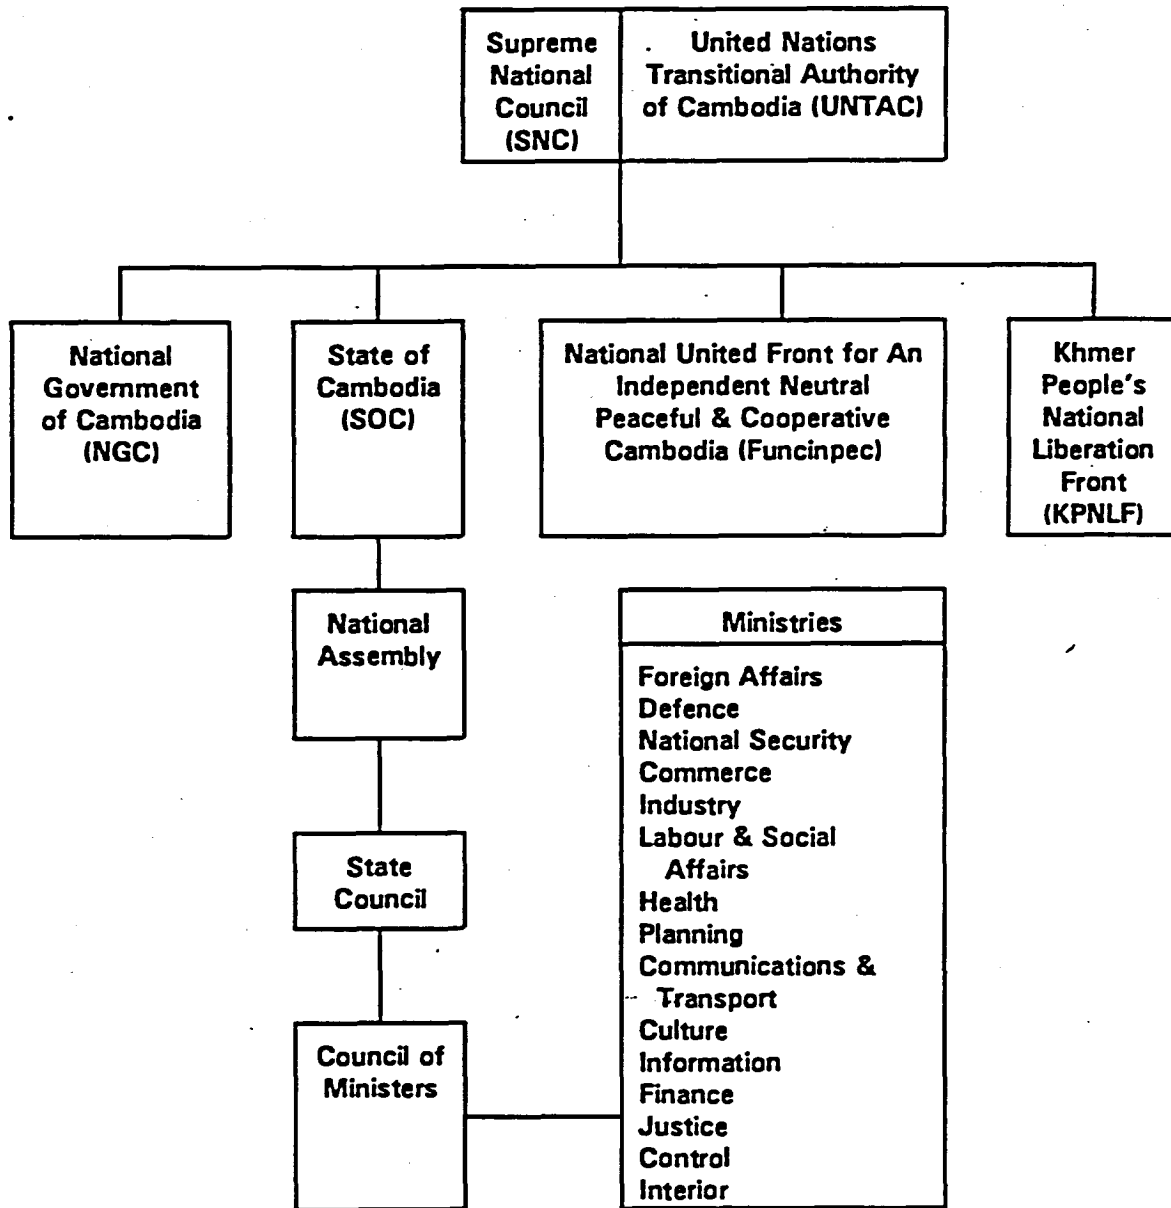 Supreme
National
Council
(SNC)
United Nations
Transitional Authority
of Cambodia (UNTAC)
National
Government
of Cambodia
(NGC)
State of
Cambodia
(SOC)
National United Front for An
Independent Neutral
Peaceful & Cooperative
Cambodia (Funcinpec)
Khmer
People's
National
Liberation
Front
(KPNLF)
National
Assembly
State
Council
Council of
Ministers
Ministries
Foreign Affairs
Defence
National Security
Commerce
Industry
Labour & Social
Affairs
Health
Planning
Communications &
Transport
Culture
Information
Finance
Justice
Control
Interior